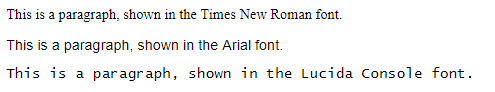 This is a paragraph, shown in the Times New Roman font.
This is a paragraph, shown in the Arial font.
This is a paragraph, shown in the Lucida Console font.